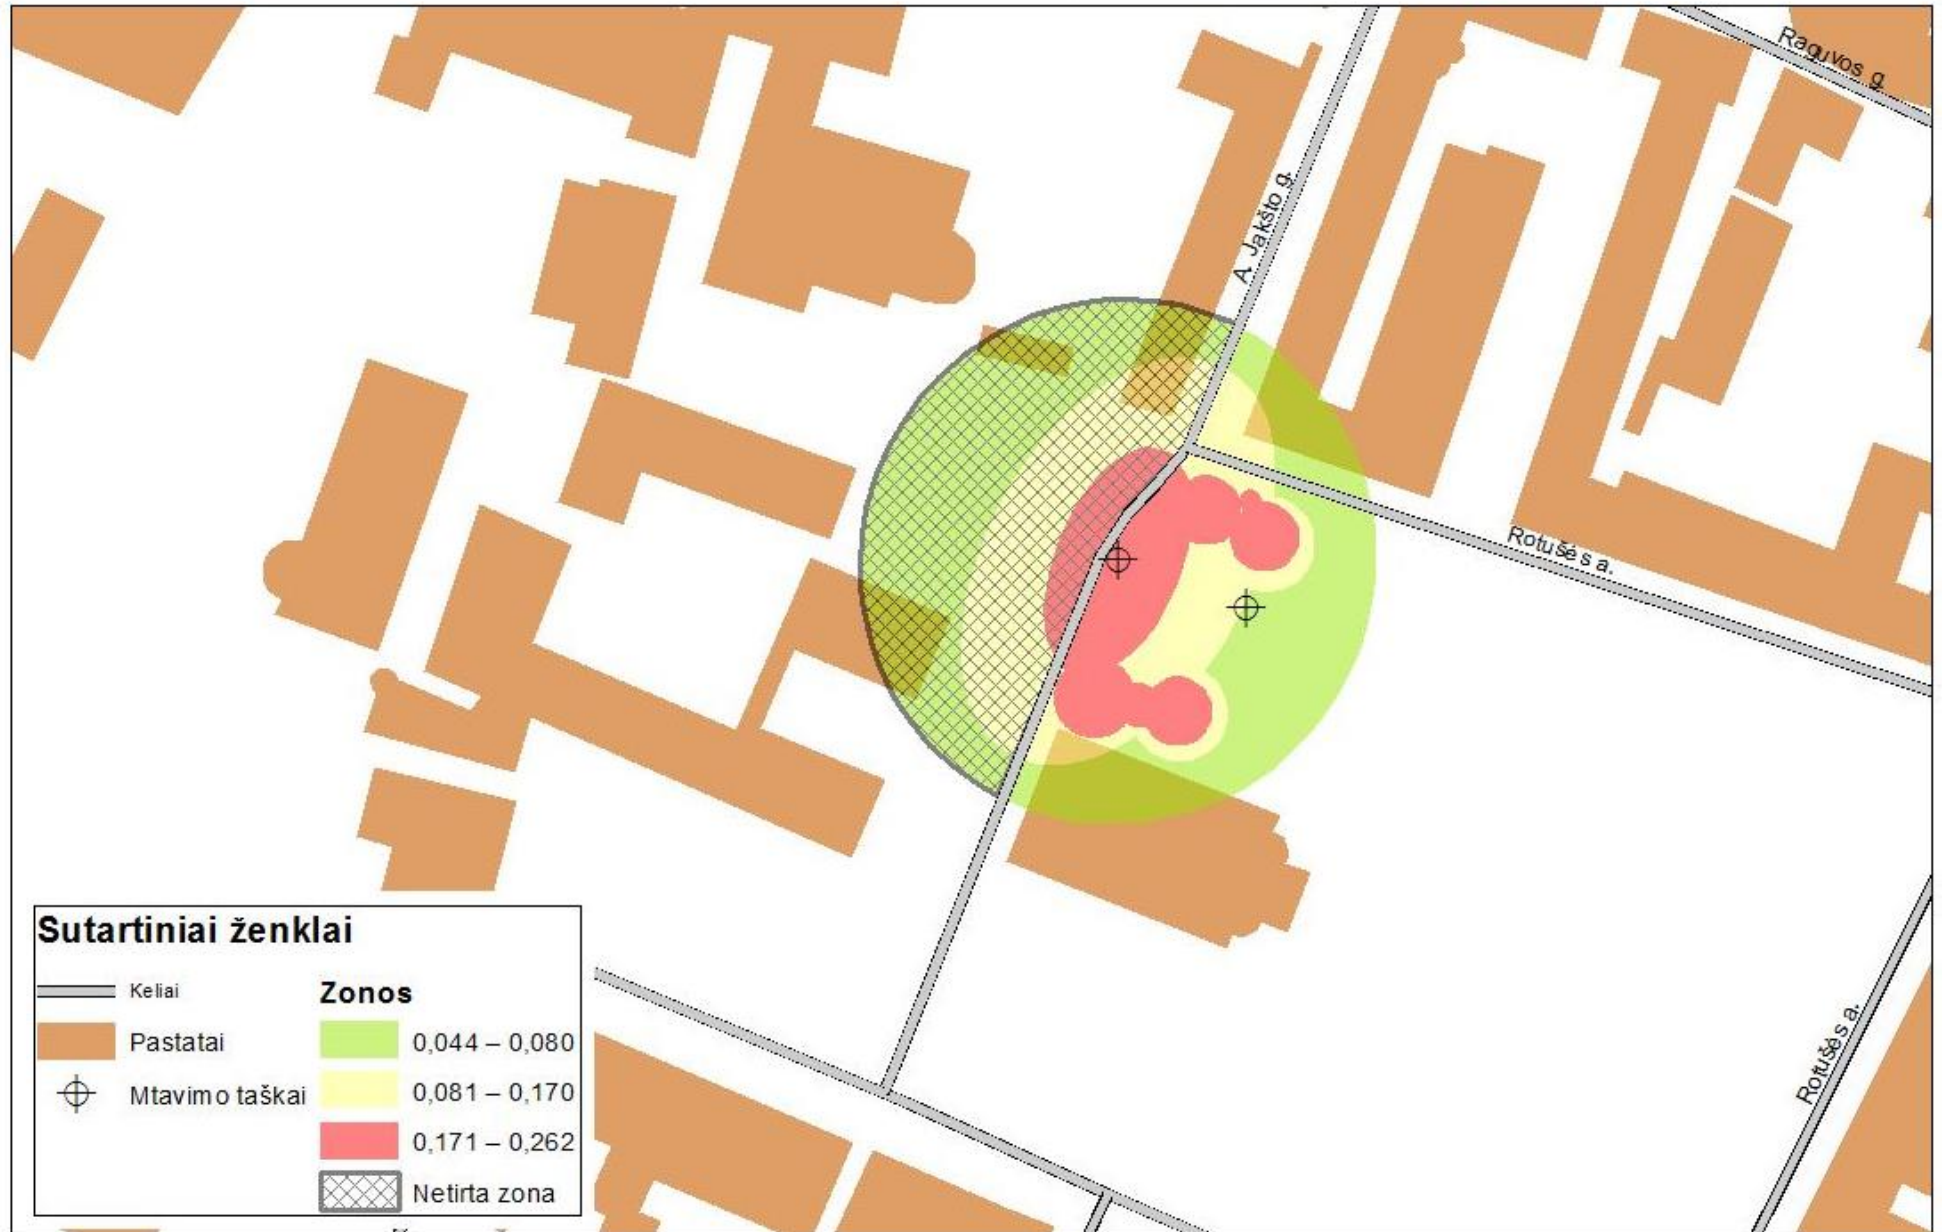 Raguvos g.
A. Jakšto g.
Rotušės a.
Rotušės a.
Sutartiniai ženklai
Keliai
Pastatai
Mtavimo taškai
Zonos
0,044 – 0,080
0,081 – 0,170
0,171 – 0,262
Netirta zona